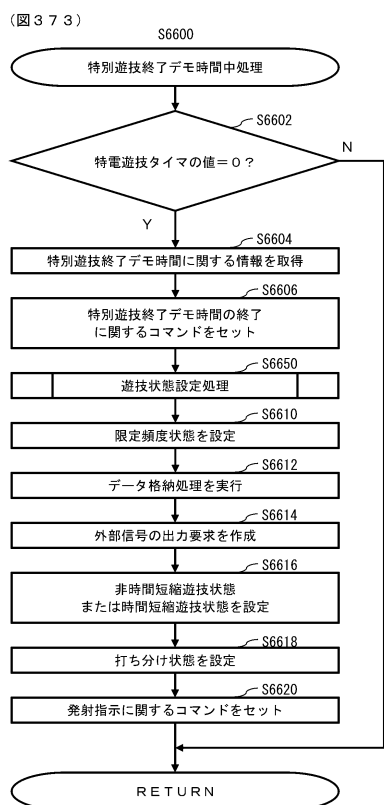 （図３７３）
S6600
特別遊技終了デモ時間中処理
S6602
特電遊技タイマの値＝０？
N
Y
S6604
特別遊技終了デモ時間に関する情報を取得
S6606
特別遊技終了デモ時間の終了
に関するコマンドをセット
S6650
遊技状態設定処理
S6610
限定頻度状態を設定
S6612
データ格納処理を実行
S6614
外部信号の出力要求を作成
S6616
非時間短縮遊技状態
または時間短縮遊技状態を設定
S6618
打ち分け状態を設定
S6620
発射指示に関するコマンドをセット
ＲＥＴＵＲＮ